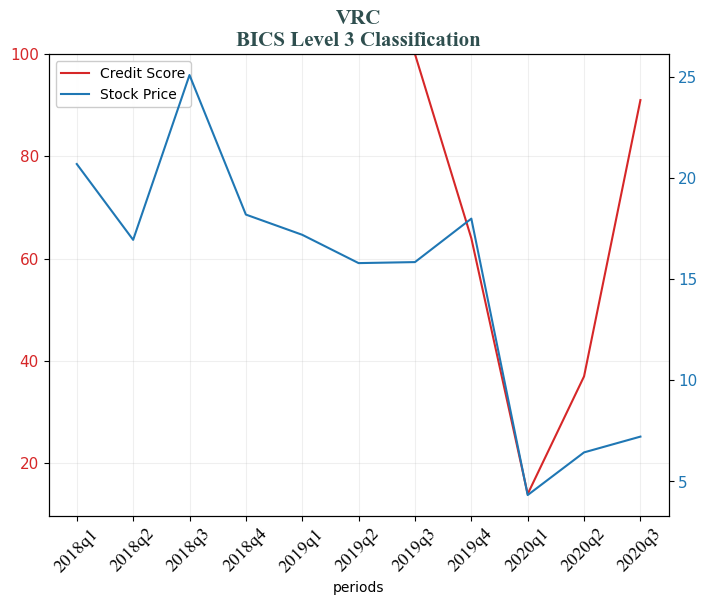 VRC
BICS Level 3 Classification
100
80
60
40
20
Credit Score
Stock Price
25
20
15
10
5
2018q1
2018q2
2018q3
2018q4
2019q1
2019q2
2019q3
2019q4
2020q1
2020q2
2020q3
periods